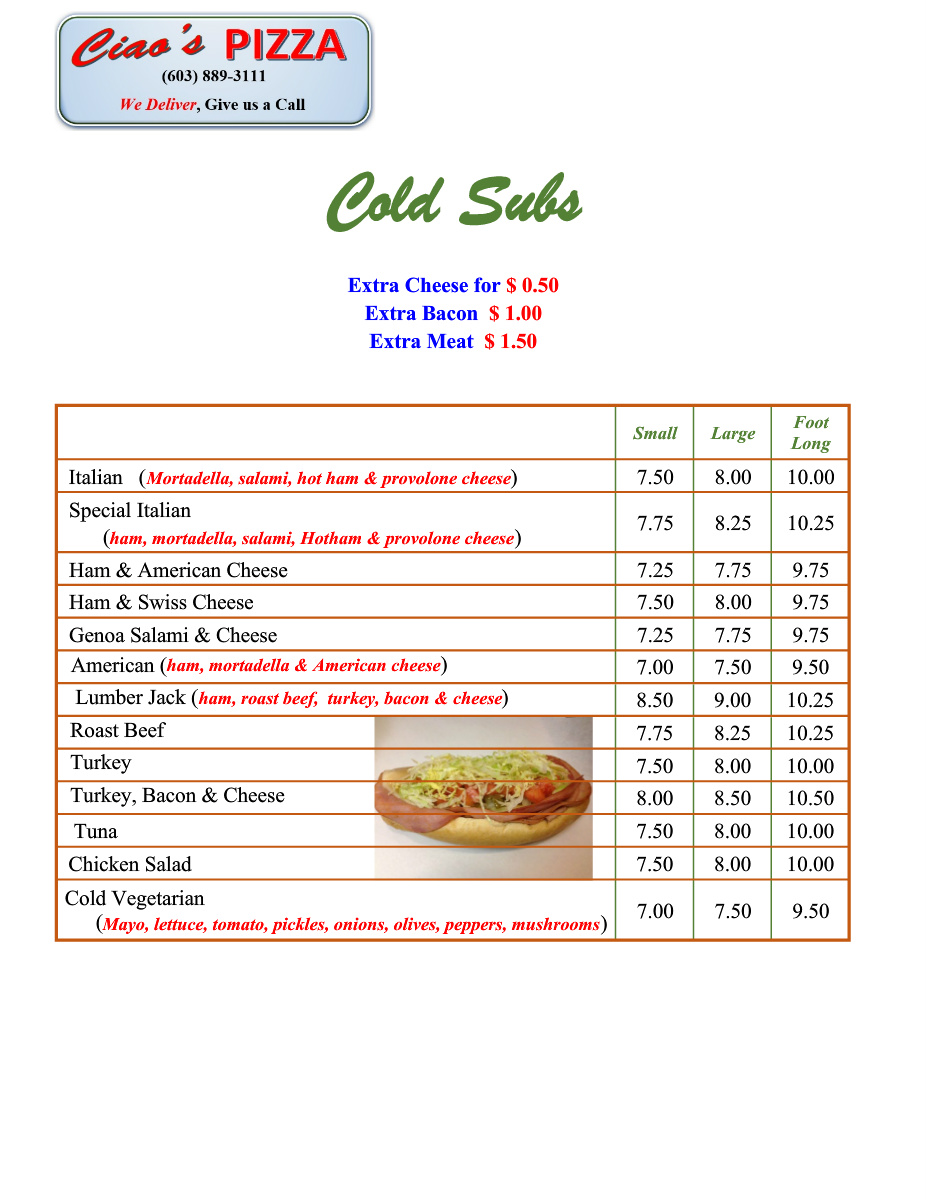 Ciao's PIZZA
(603) 889-3111
We Deliver, Give us a Call
Cold Subs
Extra Cheese for $ 0.50
Extra Bacon $ 1.00
Extra Meat $ 1.50
Small Large Foot Long
Italian (Mortadella, salami, hot ham & provolone cheese) 7.50 8.00 10.00
Special Italian
(ham, mortadella, salami, Hotham & provolone cheese) 7.75 8.25 10.25
Ham & American Cheese 7.25 7.75 9.75
Ham & Swiss Cheese 7.50 8.00 9.75
Genoa Salami & Cheese 7.25 7.75 9.75
American (ham, mortadella & American cheese) 7.00 7.50 9.50
Lumber Jack (ham, roast beef, turkey, bacon & cheese) 8.50 9.00 10.25
Roast Beef 7.75 8.25 10.25
Turkey 7.50 8.00 10.00
Turkey, Bacon & Cheese 8.00 8.50 10.50
Tuna 7.50 8.00 10.00
Chicken Salad 7.50 8.00 10.00
Cold Vegetarian
(Mayo, lettuce, tomato, pickles, onions, olives, peppers, mushrooms) 7.00 7.50 9.50